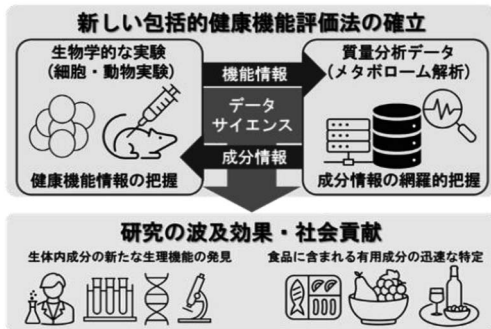 新しい包括的健康機能評価法の確立
生物学的な実験
(細胞・動物実験)
健康機能情報の把握
機能情報
データ
サイエンス
成分情報
質量分析データ
(メタボローム解析)
成分情報の網羅的把握
研究の波及効果・社会貢献
生体内成分の新たな生理機能の発見
食品に含まれる有用成分の迅速な特定